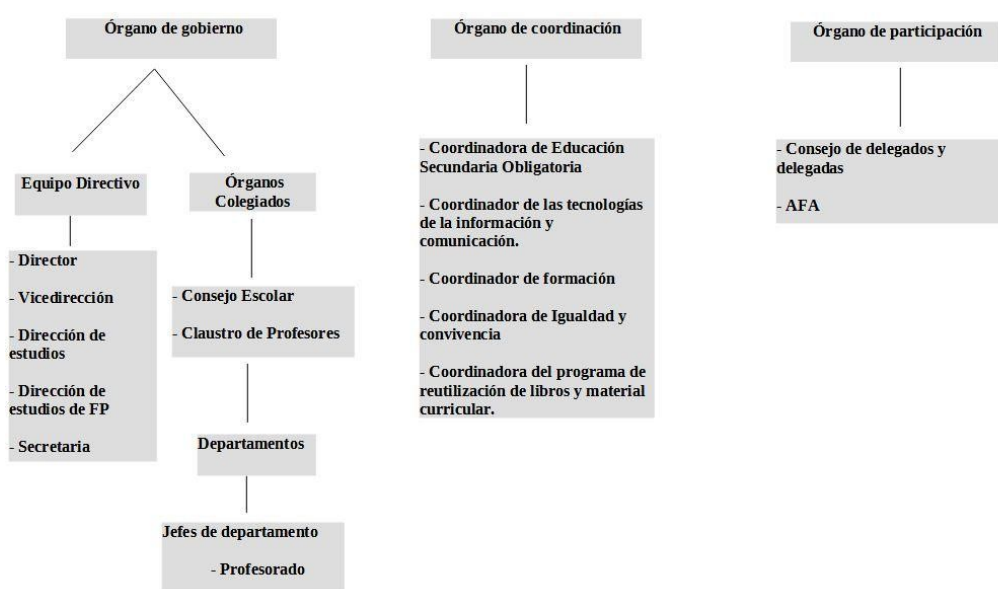 Órgano de gobierno
Órgano de coordinación
Órgano de participación
Equipo Directivo
Órganos
Colegiados
- Director
- Vicedirección
- Dirección de
estudios
- Dirección de
estudios de FP
- Secretaria
- Consejo Escolar
- Claustro de Profesores
Departamentos
Jefes de departamento
- Profesorado
- Coordinadora de Educación
Secundaria Obligatoria
- Coordinador de las tecnologías
de la información y
comunicación.
- Coordinador de formación
- Coordinadora de Igualdad y
convivencia
- Coordinadora del programa de
reutilización de libros y material
curricular.
- Consejo de delegados y
delegadas
- AFA